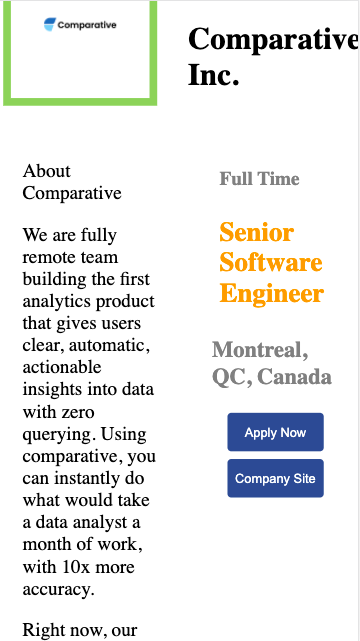 Comparative
Comparative
Inc.
About
Comparative
We are fully
remote team
building the first
analytics product
that gives users
clear, automatic,
actionable
insights into data
with zero
querying. Using
comparative, you
can instantly do
what would take
a data analyst a
month of work,
with 10x more
accuracy.
Right now, our
Full Time
Senior
Software
Engineer
Montreal,
QC, Canada
Apply Now
Company Site